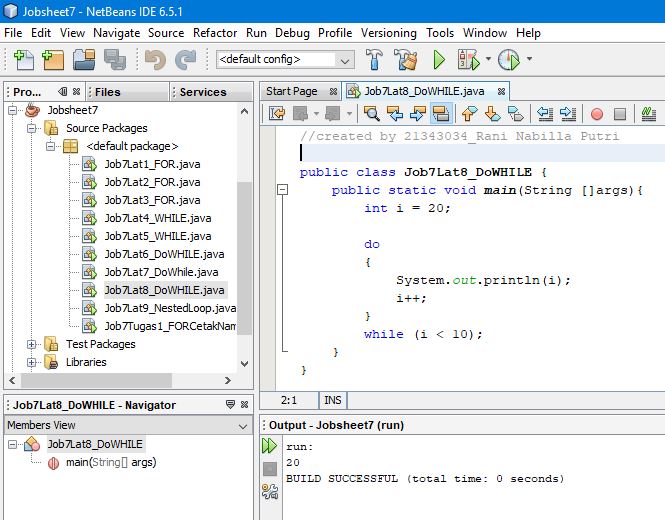 Jobsheet7 - NetBeans IDE 6.5.1
File Edit View Navigate Source Refactor Run Debug Profile Versioning Tools Window Help
<default config>
Pro...
Files
Services
Jobsheet7
Source Packages
<default package>
Job7Lat1_FOR.java
Job7Lat2_FOR.java
Job7Lat3_FOR.java
Job7Lat4_WHILE.java
Job7Lat5_WHILE.java
Job7Lat6_DoWHILE.java
Job7Lat7_DoWhile.java
Job7Lat8_DoWHILE.java
Job7Lat9_NestedLoop.java
Job7Tugas1_FORCetakNam
Test Packages
Libraries
Job7Lat8_DoWHILE - Navigator
Members View
Job7Lat8_DoWHILE
main(String[] args)
Start Page
Job7Lat8_DoWHILE.java
//created by 21343034_Rani Nabilla Putri
public class Job7Lat8_DoWHILE {
public static void main(String []args){
int i = 20;
do
{
System.out.println(i);
i++;
}
while (i < 10);
}
}
2:1 INS
Output - Jobsheet7 (run)
run:
20
BUILD SUCCESSFUL (total time: 0 seconds)